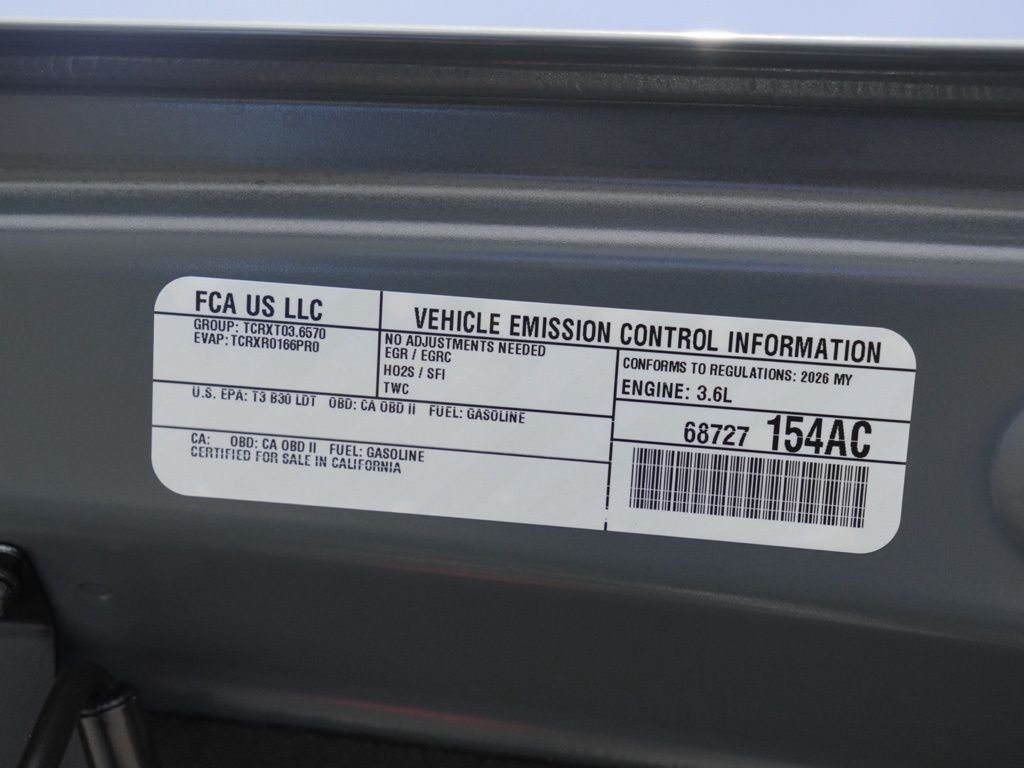 FCA US LLC
GROUP: TCRXT03.6570
EVAP: TCRXR0166PR0
VEHICLE EMISSION CONTROL INFORMATION
NO ADJUSTMENTS NEEDED
EGR / EGRC
HO2S / SFI
TWC
CONFORMS TO REGULATIONS: 2026 MY
ENGINE: 3.6L
U.S. EPA: T3 B30 LDT OBD: CA OBD II FUEL: GASOLINE
68727 154AC
CA: OBD: CA OBD II FUEL: GASOLINE
CERTIFIED FOR SALE IN CALIFORNIA